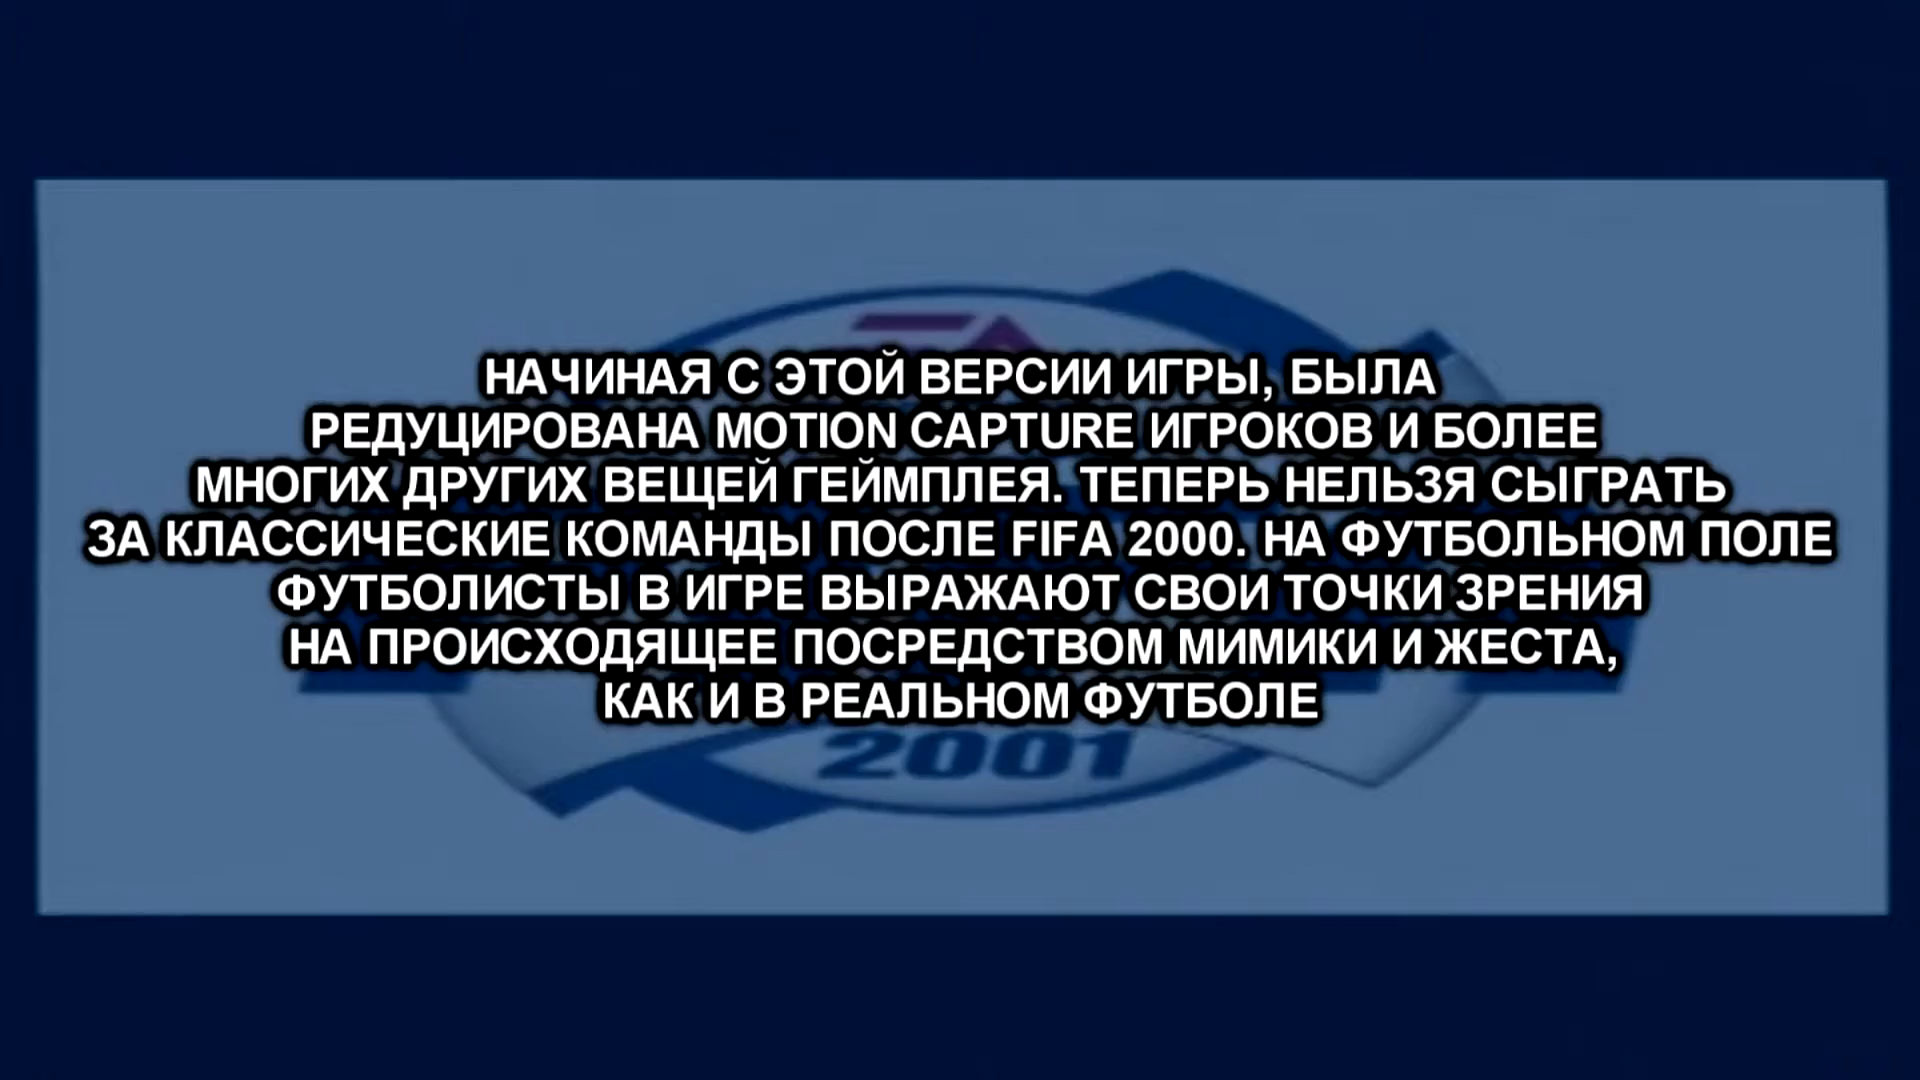 НАЧИНАЯ С ЭТОЙ ВЕРСИИ ИГРЫ, БЫЛА
РЕДУЦИРОВАНА MOTION CAPTURE ИГРОКОВ И БОЛЕЕ
МНОГИХ ДРУГИХ ВЕЩЕЙ ГЕЙМПЛЕЯ. ТЕПЕРЬ НЕЛЬЗЯ СЫГРАТЬ
ЗА КЛАССИЧЕСКИЕ КОМАНДЫ ПОСЛЕ FIFA 2000. НА ФУТБОЛЬНОМ ПОЛЕ
ФУТБОЛИСТЫ В ИГРЕ ВЫРАЖАЮТ СВОИ ТОЧКИ ЗРЕНИЯ
НА ПРОИСХОДЯЩЕЕ ПОСРЕДСТВОМ МИМИКИ И ЖЕСТА,
КАК И В РЕАЛЬНОМ ФУТБОЛЕ
2001